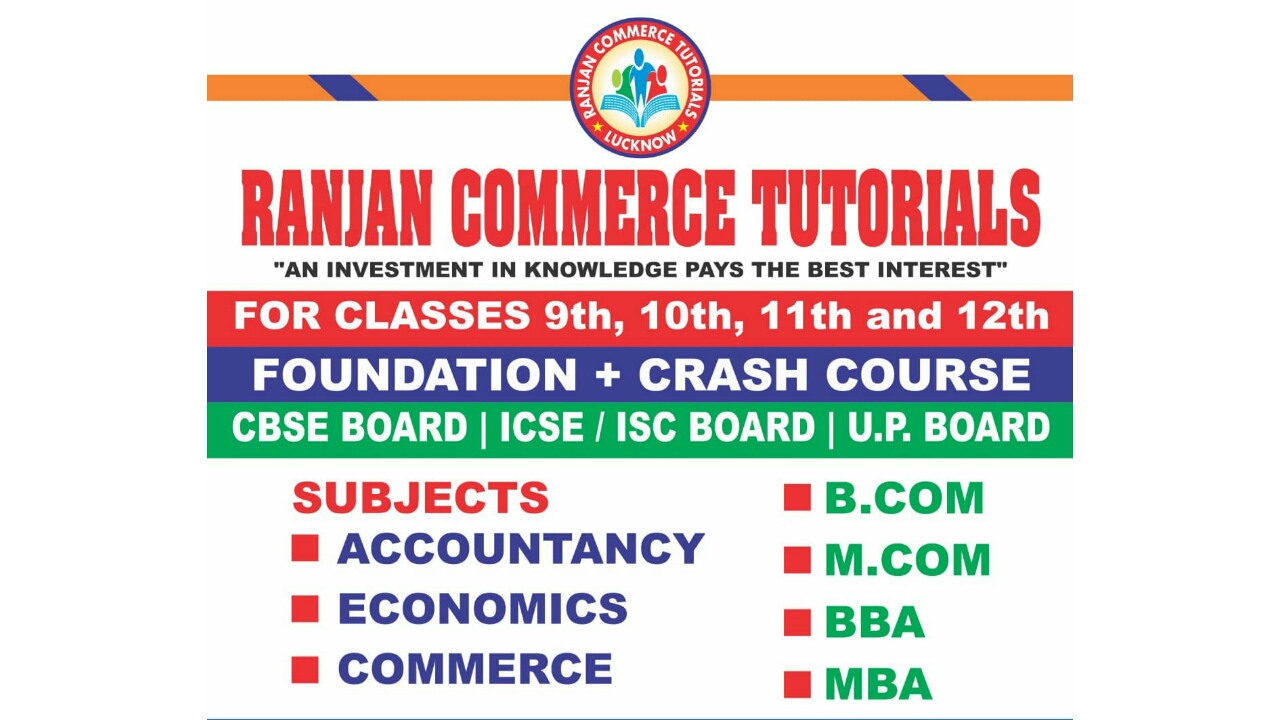 RANJAN COMMERCE TUTORIALS
LUCKNOW
RANJAN COMMERCE TUTORIALS
"AN INVESTMENT IN KNOWLEDGE PAYS THE BEST INTEREST"
FOR CLASSES 9th, 10th, 11th and 12th
FOUNDATION + CRASH COURSE
CBSE BOARD | ICSE / ISC BOARD | U.P. BOARD
SUBJECTS
ACCOUNTANCY
ECONOMICS
COMMERCE
B.COM
M.COM
BBA
MBA